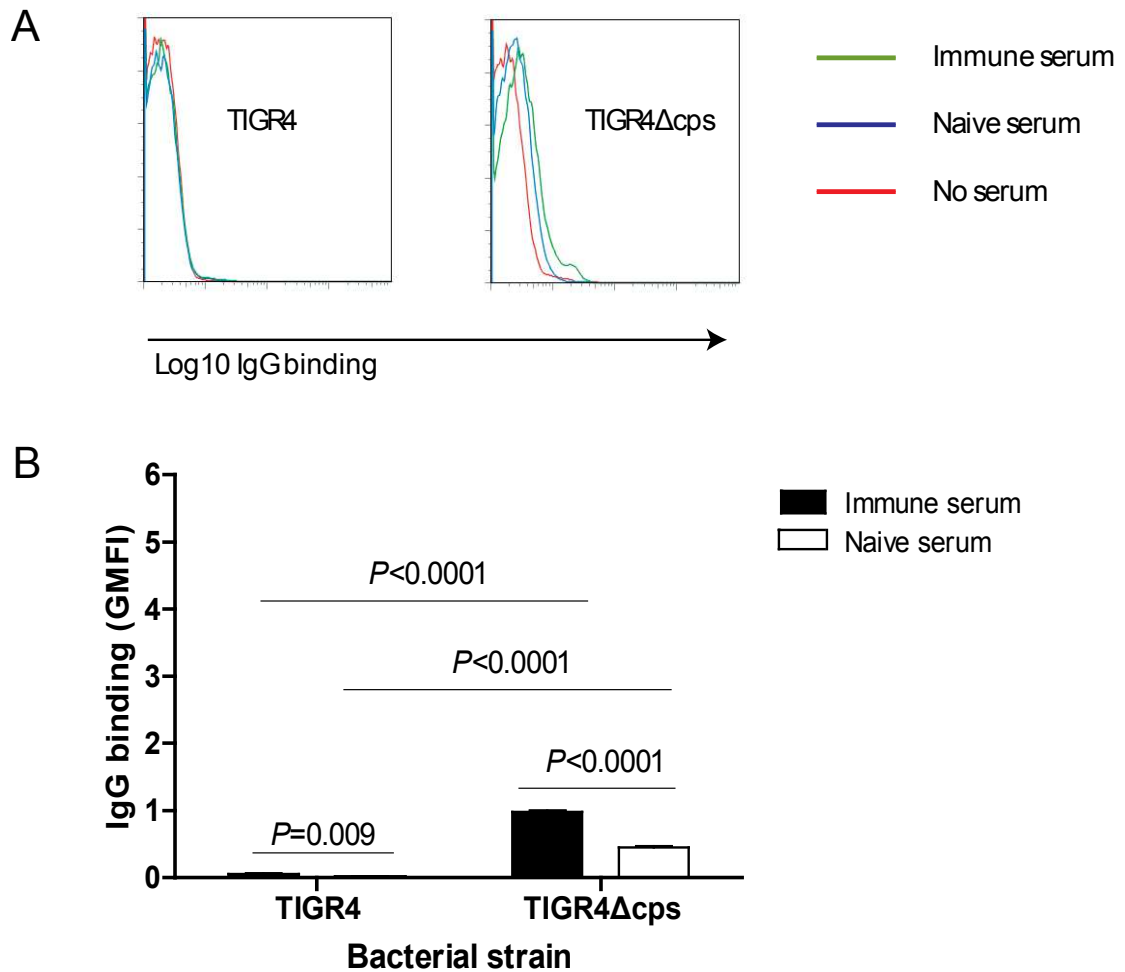 A
TIGR4
TIGR4Δcps
Immune serum
Naive serum
No serum
Log10 IgG binding
B
IgG binding (GMFI)
6
5
4
3
2
1
0
P<0.0001
P<0.0001
P<0.0001
P=0.009
Immune serum
Naive serum
TIGR4
TIGR4Δcps
Bacterial strain